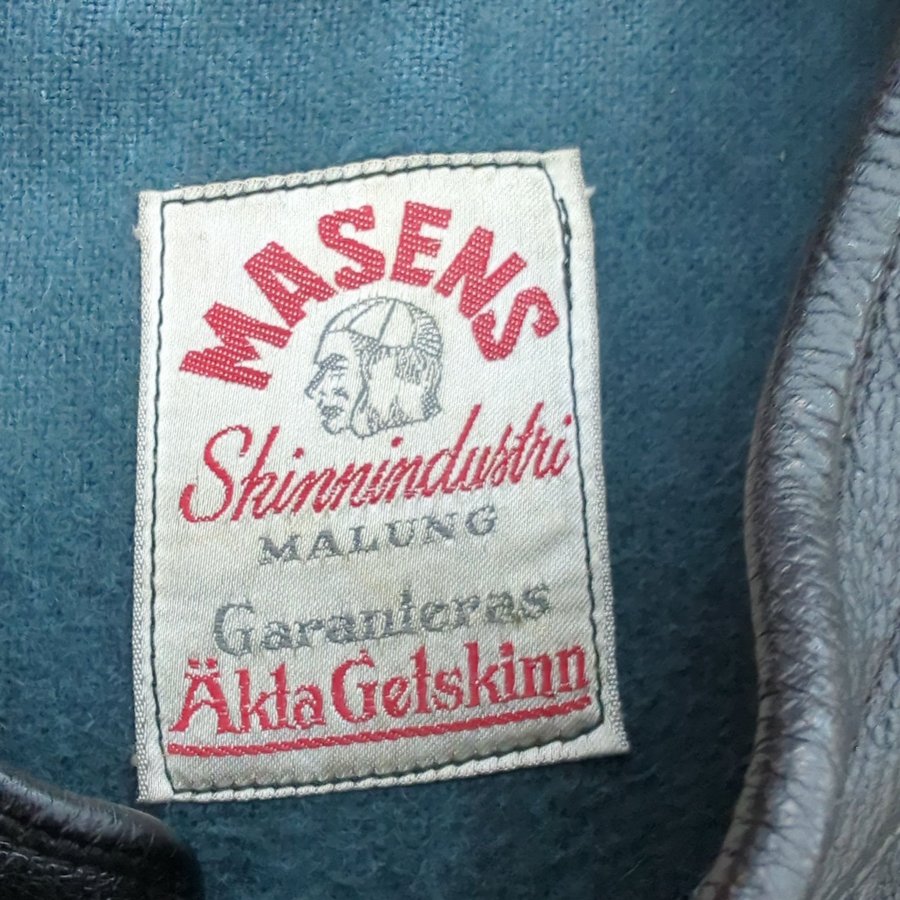 MASENS
Skinnindustri
MALUNG
Garanteras
Äkta Getskinn